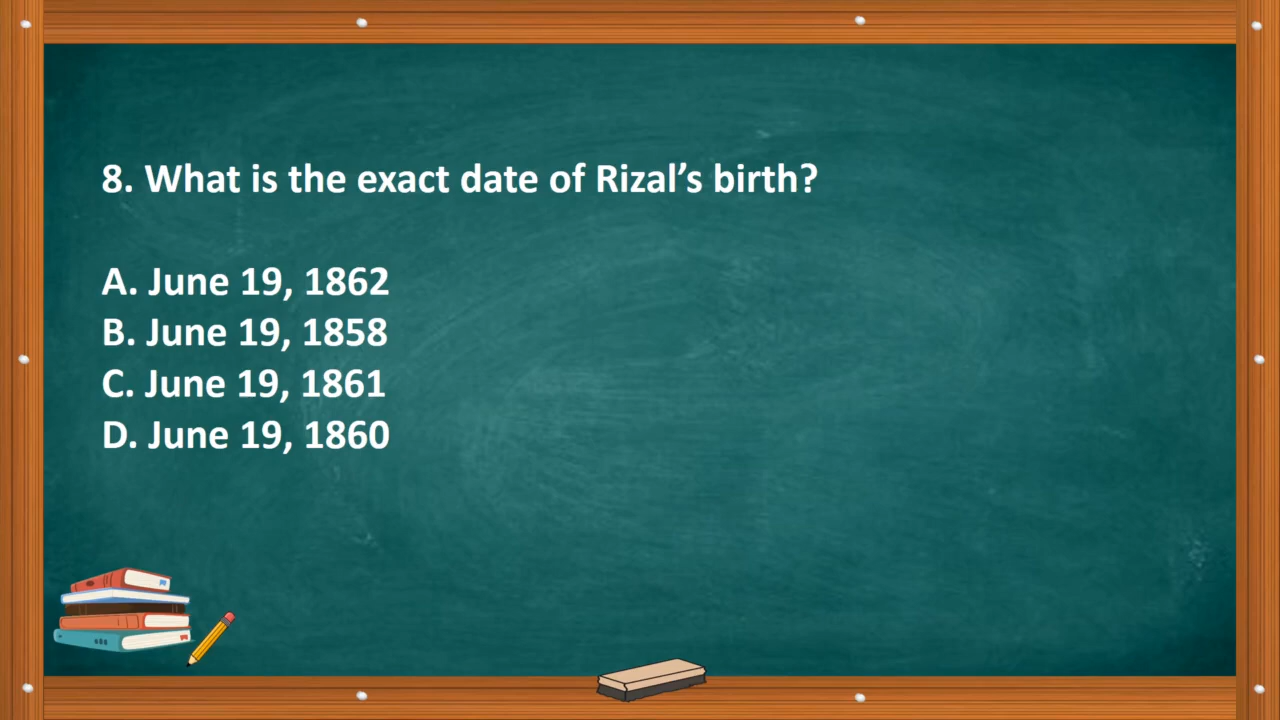 8. What is the exact date of Rizal’s birth?
A. June 19, 1862
B. June 19, 1858
C. June 19, 1861
D. June 19, 1860